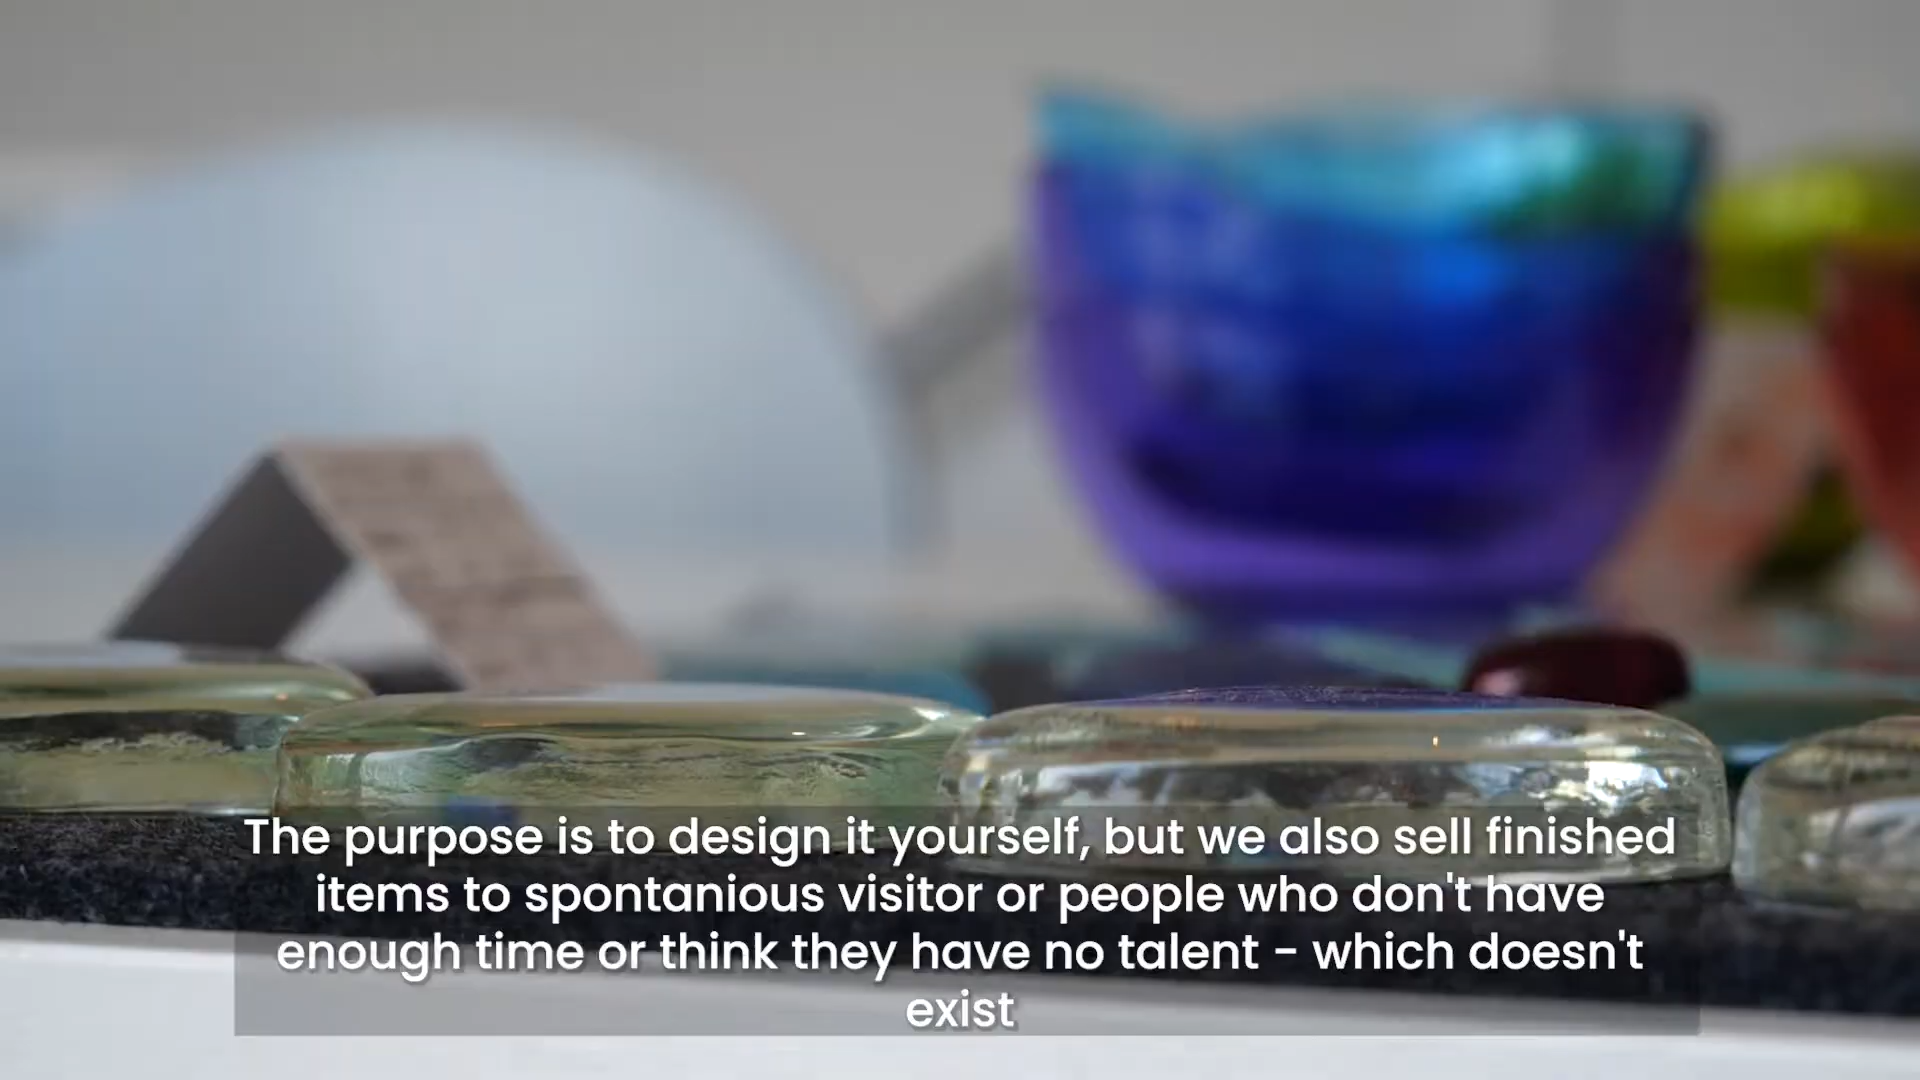 The purpose is to design it yourself, but we also sell finished
items to spontanious visitor or people who don't have
enough time or think they have no talent - which doesn't
exist